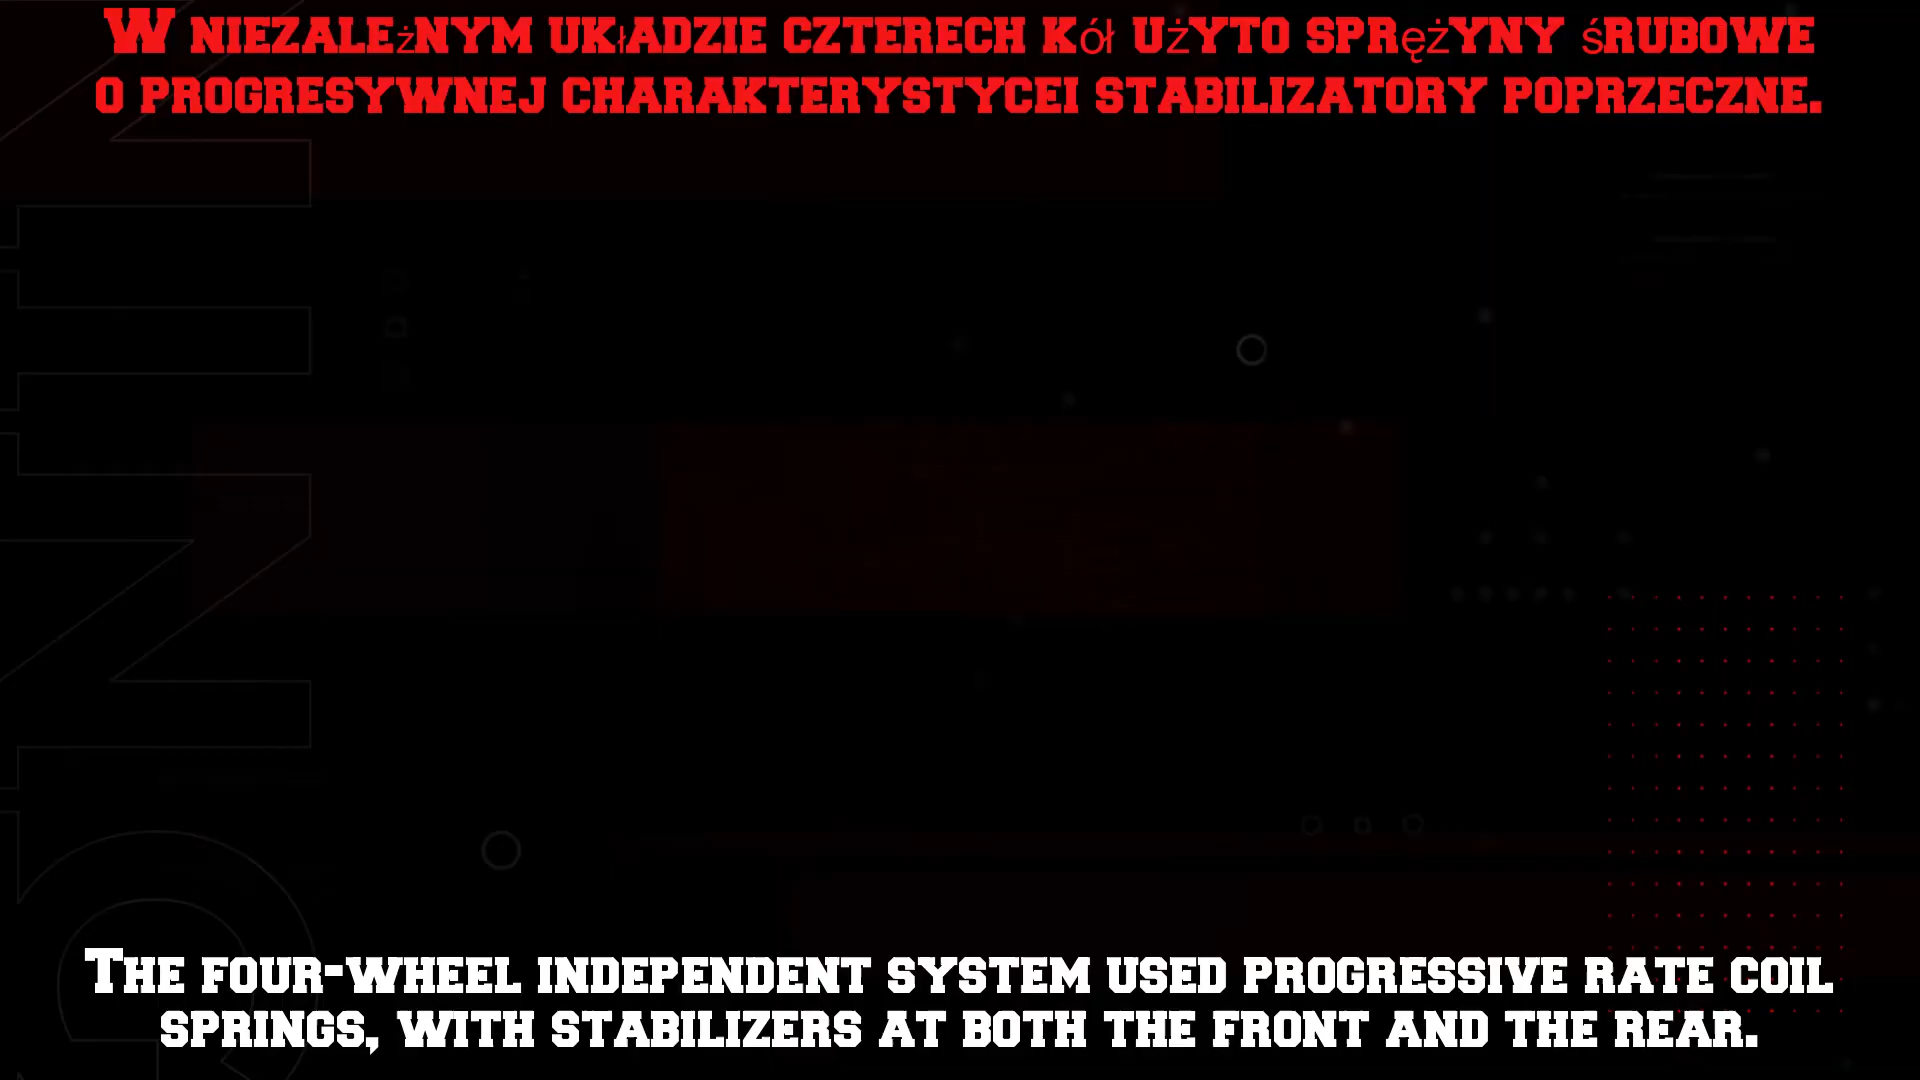 W niezależnym układzie czterech kół użyto sprężyny śrubowe
o progresywnej charakterystycei stabilizatory poprzeczne.
The four-wheel independent system used progressive rate coil
springs, with stabilizers at both the front and the rear.